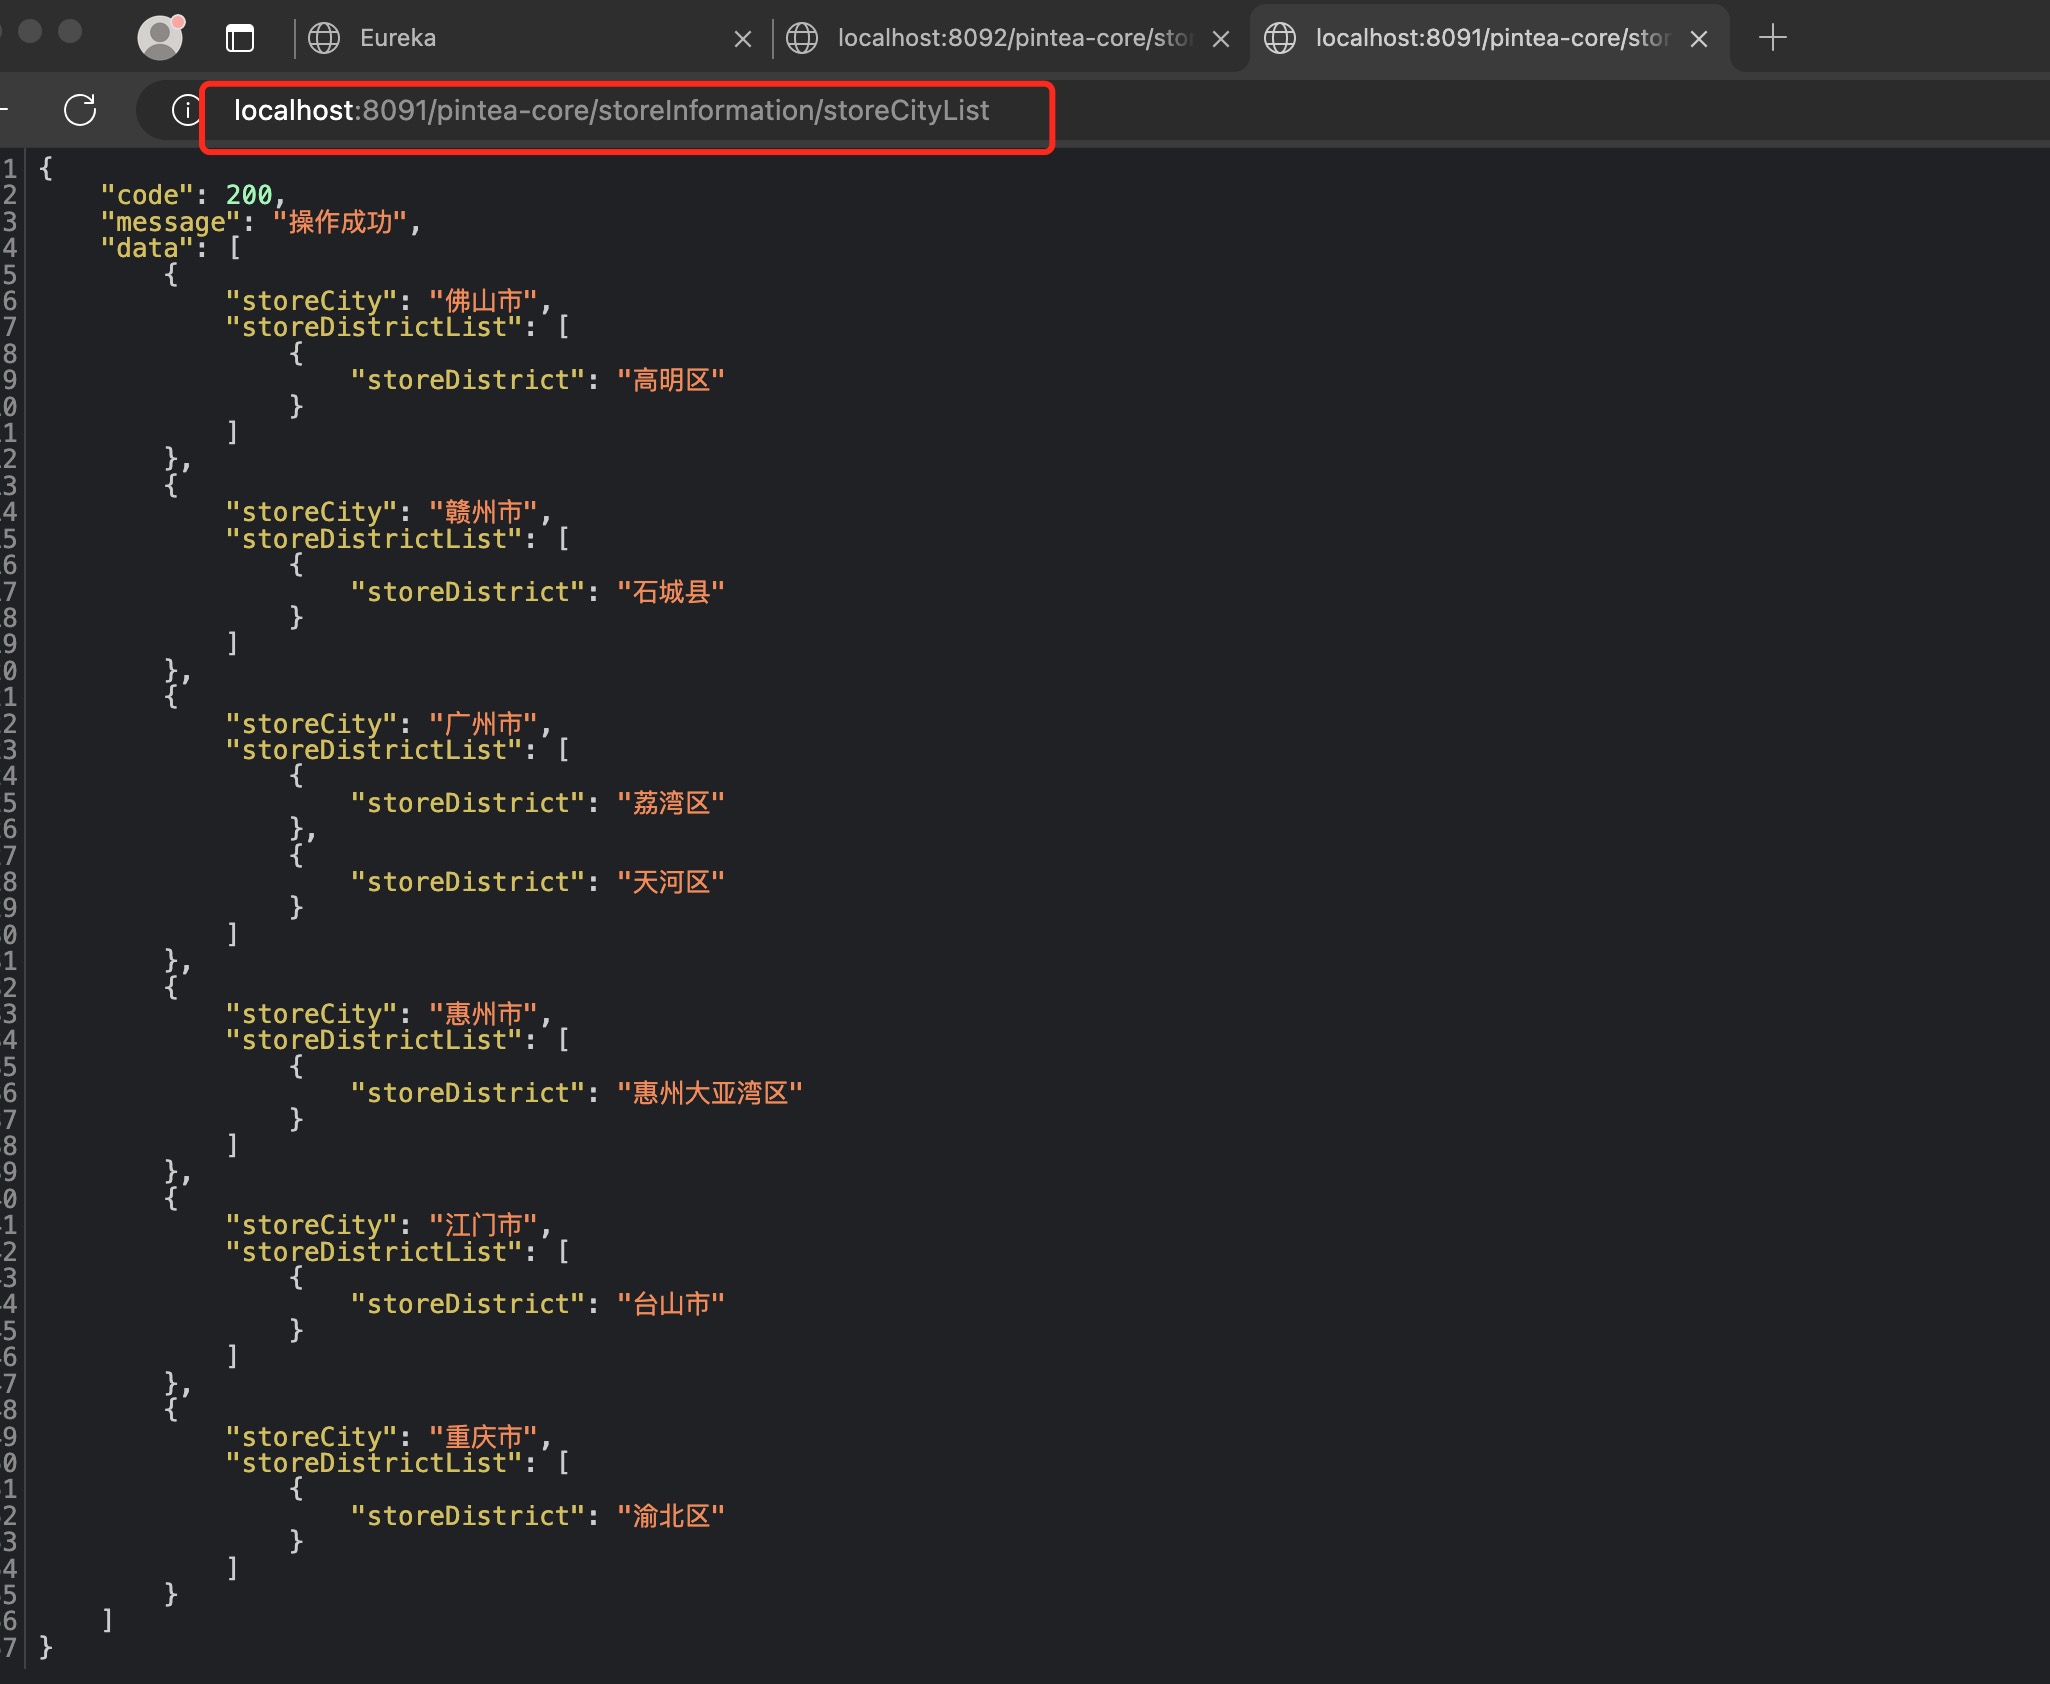 Eureka
localhost:8092/pintea-core/stor
localhost:8091/pintea-core/stor
localhost:8091/pintea-core/storeInformation/storeCityList
1 {
2 "code": 200,
3 "message": "操作成功",
4 "data": [
5 {
6 "storeCity": "佛山市",
7 "storeDistrictList": [
8 {
9 "storeDistrict": "高明区"
0 }
1 ]
2 },
3 {
4 "storeCity": "赣州市",
5 "storeDistrictList": [
6 {
7 "storeDistrict": "石城县"
8 }
9 ]
0 },
1 {
2 "storeCity": "广州市",
3 "storeDistrictList": [
4 {
5 "storeDistrict": "荔湾区"
6 },
7 {
8 "storeDistrict": "天河区"
9 }
0 ]
1 },
2 {
3 "storeCity": "惠州市",
4 "storeDistrictList": [
5 {
6 "storeDistrict": "惠州大亚湾区"
7 }
8 ]
9 },
0 {
1 "storeCity": "江门市",
2 "storeDistrictList": [
3 {
4 "storeDistrict": "台山市"
5 }
6 ]
7 },
8 {
9 "storeCity": "重庆市",
0 "storeDistrictList": [
1 {
2 "storeDistrict": "渝北区"
3 }
4 ]
5 }
6 ]
7 }